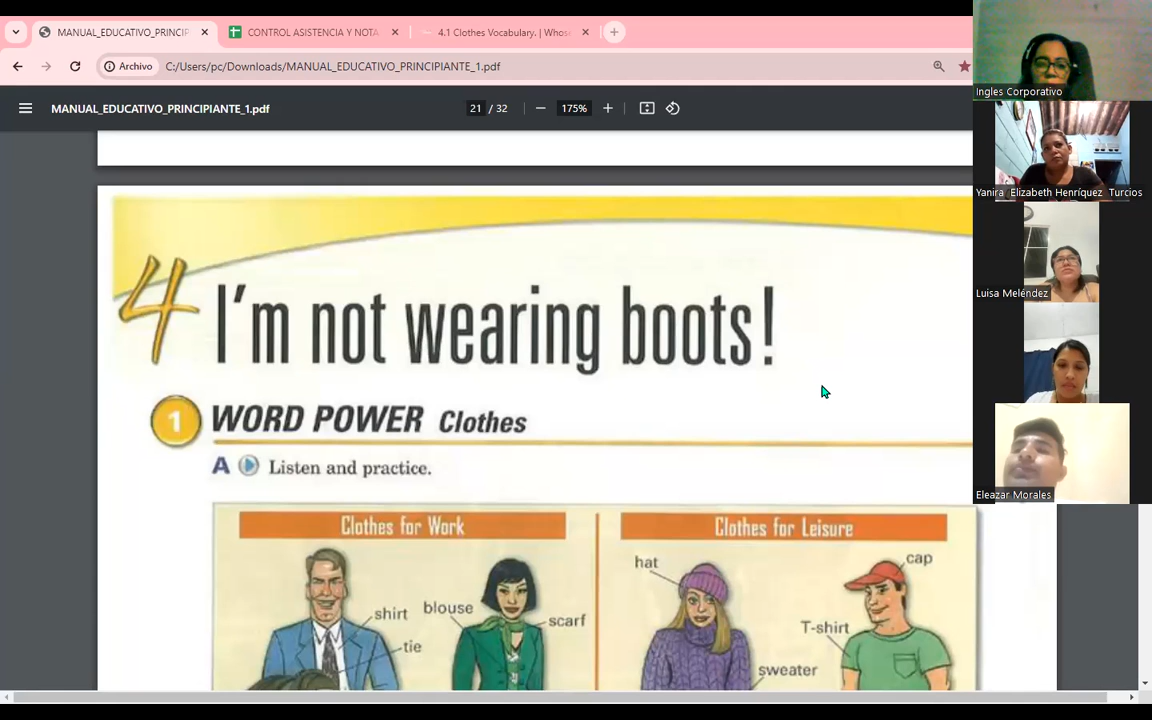 MANUAL_EDUCATIVO_PRINCIP
CONTROL ASISTENCIA Y NOTA
4.1 Clothes Vocabulary. | Whose
Archivo
C:/Users/pc/Downloads/MANUAL_EDUCATIVO_PRINCIPIANTE_1.pdf
MANUAL_EDUCATIVO_PRINCIPIANTE_1.pdf
21 / 32
175%
4 I'm not wearing boots!
1 WORD POWER Clothes
A Listen and practice.
Clothes for Work
Clothes for Leisure
hat
cap
shirt
blouse
scarf
T-shirt
tie
sweater
Ingles Corporativo
Yanira Elizabeth Henríquez Turcios
Luisa Meléndez
Eleazar Morales